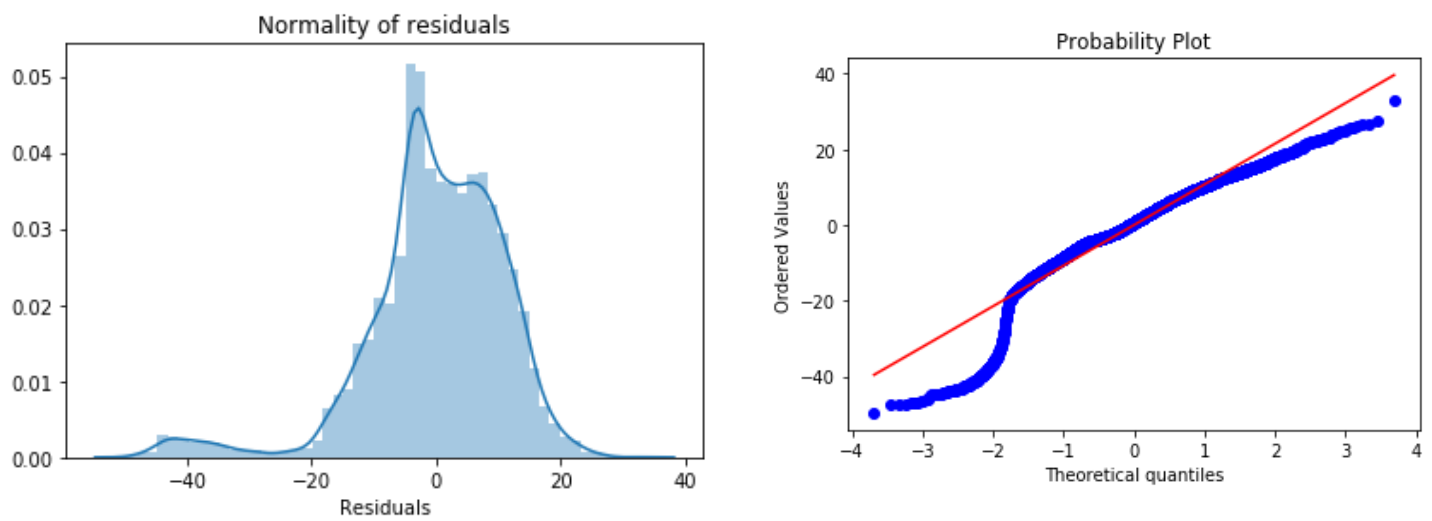 Normality of residuals
0.05
0.04
0.03
0.02
0.01
0.00
−40 −20 0 20 40
Residuals
Probability Plot
Ordered Values
40
20
0
−20
−40
−4 −3 −2 −1 0 1 2 3 4
Theoretical quantiles